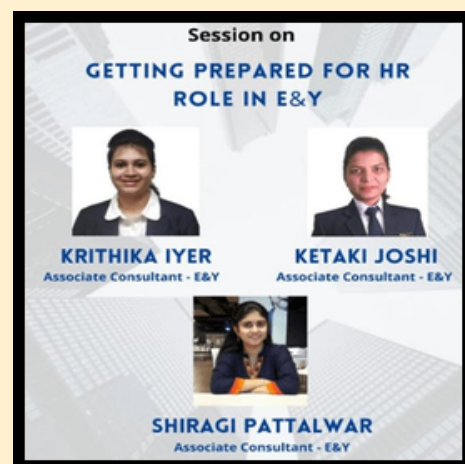 Session on
GETTING PREPARED FOR HR
ROLE IN E&Y
KRITHIKA IYER
Associate Consultant - E&Y
KETAKI JOSHI
Associate Consultant - E&Y
SHIRAGI PATTALWAR
Associate Consultant - E&Y